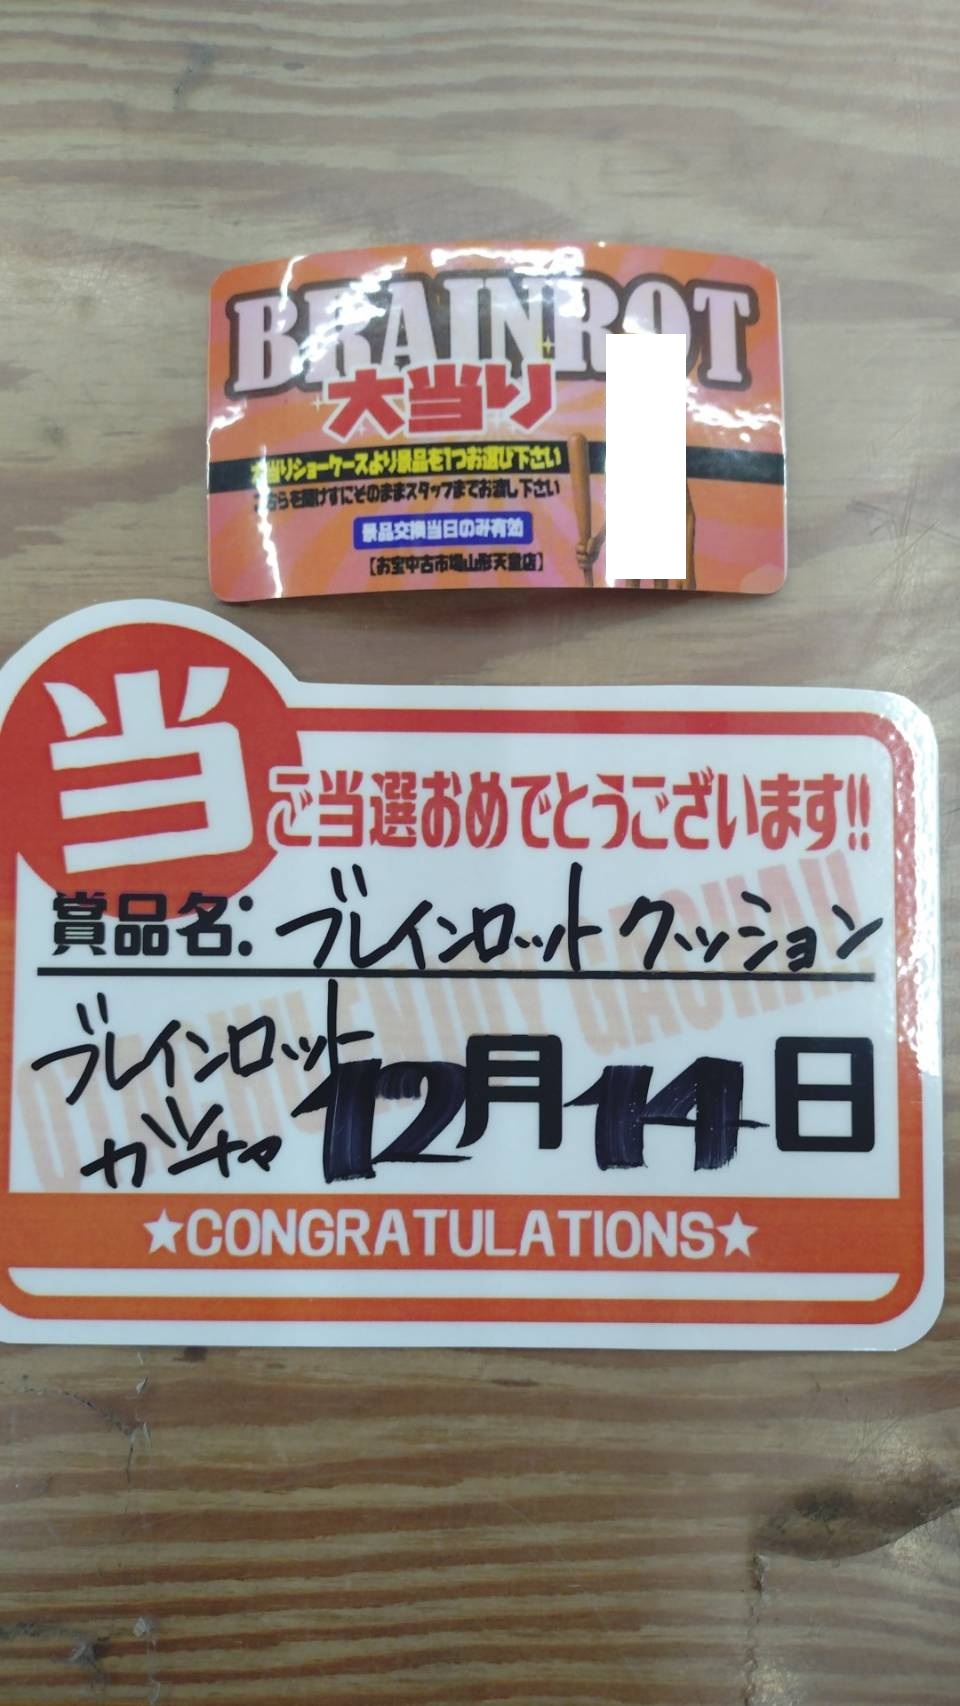 BRAINROT
大当り
大当りショーケースより景品を1つお選び下さい
こちらを開けずにそのままスタッフまでお渡し下さい
景品交換当日のみ有効
【お宝中古市場山形天童店】
当
ご当選おめでとうございます!!
賞品名: ブレインロットクッション
ブレインロット
ガチャ
12月14日
★CONGRATULATIONS★